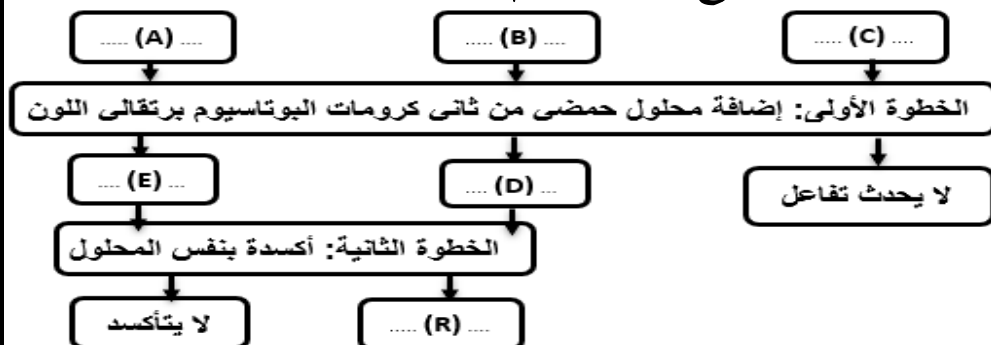 ..... (A) ....
..... (B) ....
..... (C) ....
الخطوة الأولى: إضافة محلول حمضى من ثانى كرومات البوتاسيوم برتقالى اللون
.... (E) ...
.... (D) ...
لا يحدث تفاعل
الخطوة الثانية: أكسدة بنفس المحلول
لا يتأكسد
..... (R) ....